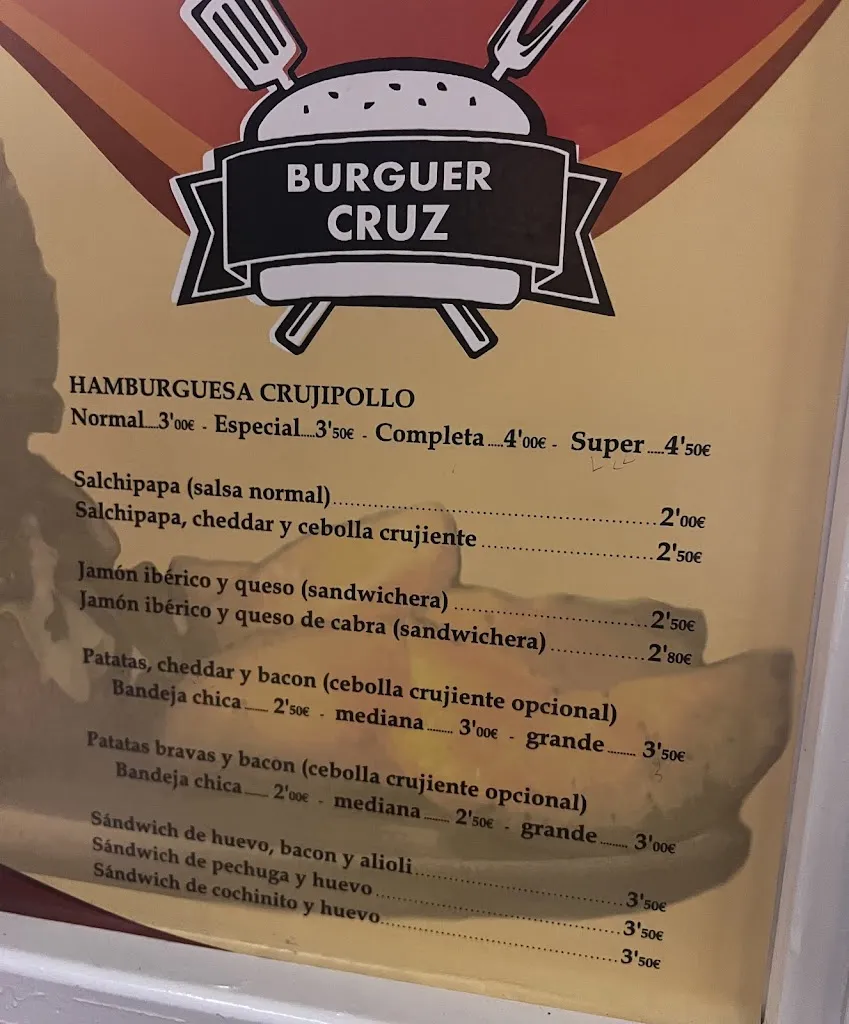 BURGUER
CRUZ
HAMBURGUESA CRUJIPOLLO
Normal....3'00€ - Especial.....3'50€ - Completa.....4'00€ - Super.....4'50€
Salchipapa (salsa normal)..........2'00€
Salchipapa, cheddar y cebolla crujiente..........2'50€
Jamón ibérico y queso (sandwichera)..........2'50€
Jamón ibérico y queso de cabra (sandwichera)..........2'80€
Patatas, cheddar y bacon (cebolla crujiente opcional)
Bandeja chica........ 2'50€ - mediana........ 3'00€ - grande........ 3'50€
Patatas bravas y bacon (cebolla crujiente opcional)
Bandeja chica........ 2'00€ - mediana........ 2'50€ - grande........ 3'00€
Sándwich de huevo, bacon y alioli..........3'50€
Sándwich de pechuga y huevo..........3'50€
Sándwich de cochinito y huevo..........3'50€